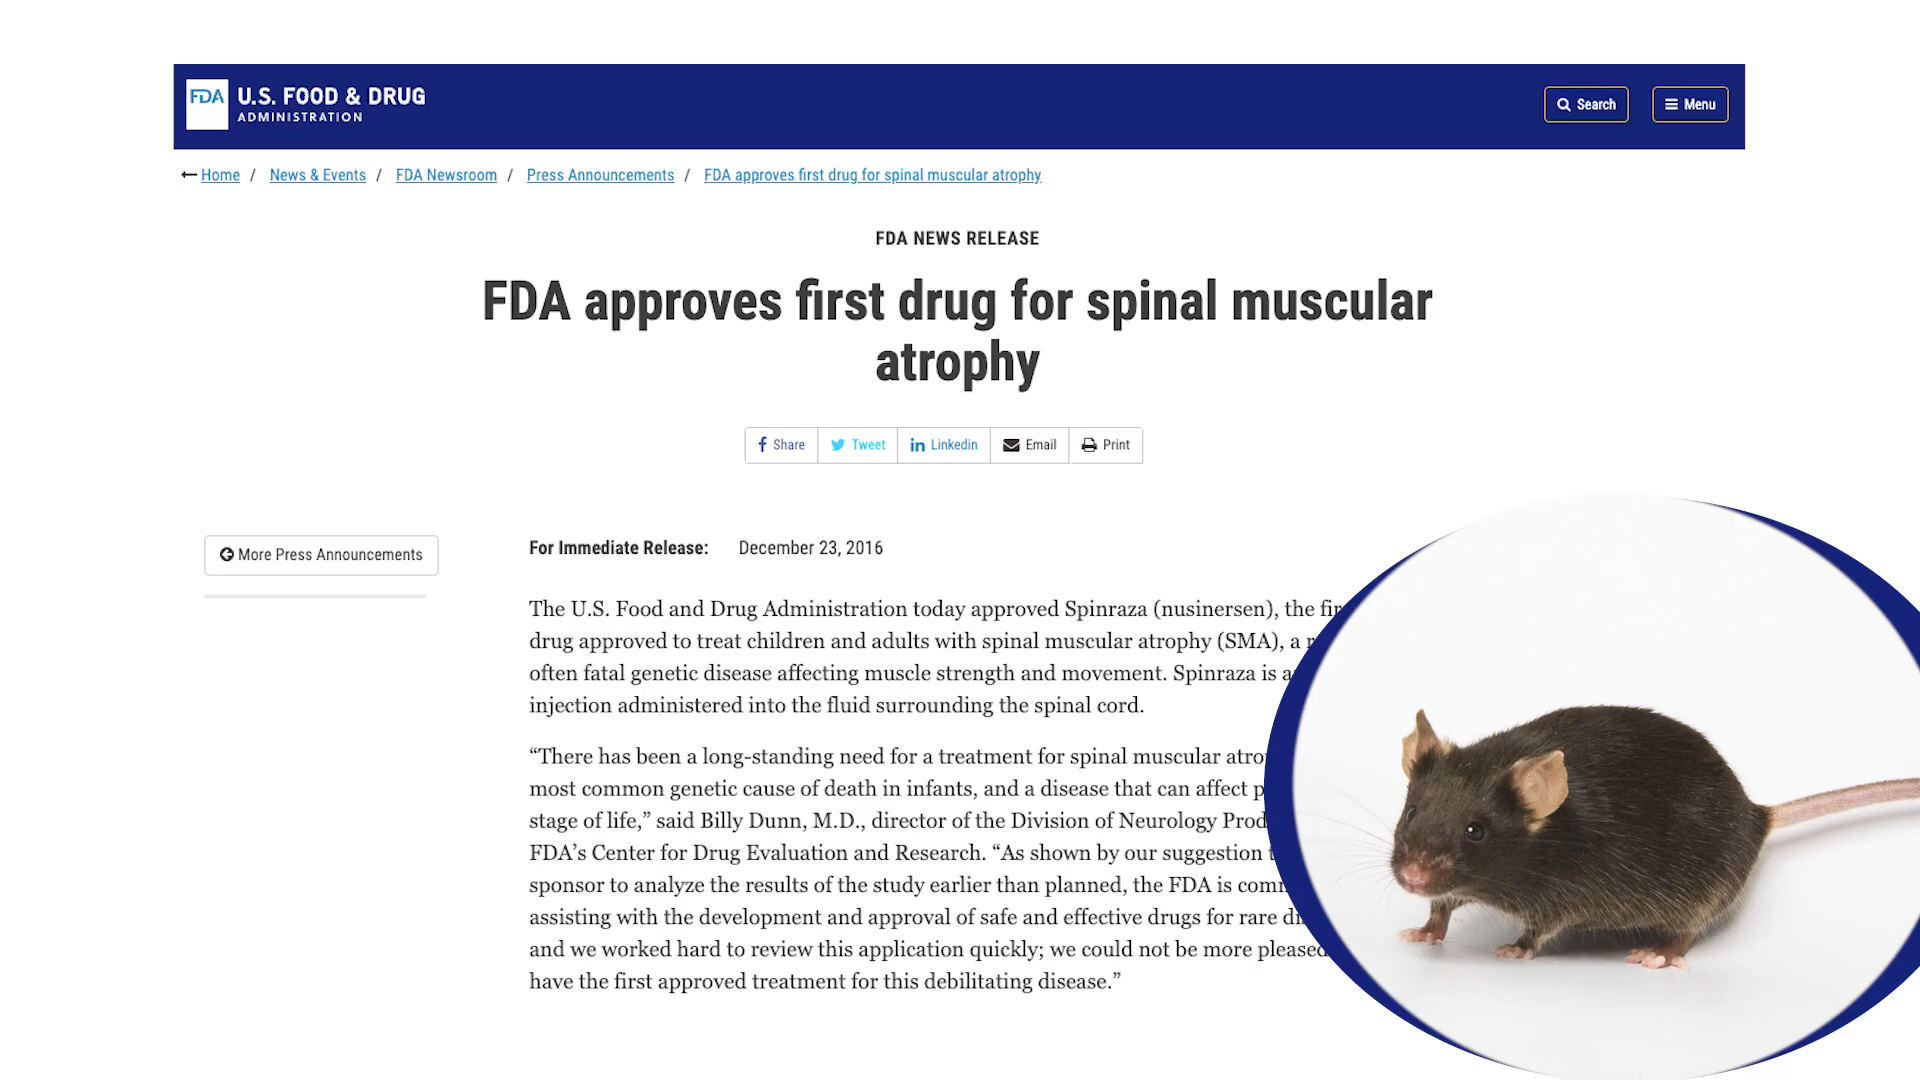 FDA U.S. FOOD & DRUG
ADMINISTRATION
Search
Menu
Home / News & Events / FDA Newsroom / Press Announcements / FDA approves first drug for spinal muscular atrophy
FDA NEWS RELEASE
FDA approves first drug for spinal muscular
atrophy
Share
Tweet
Linkedin
Email
Print
More Press Announcements
For Immediate Release: December 23, 2016
The U.S. Food and Drug Administration today approved Spinraza (nusinersen), the
drug approved to treat children and adults with spinal muscular atrophy (SMA), a
often fatal genetic disease affecting muscle strength and movement. Spinraza is
injection administered into the fluid surrounding the spinal cord.
“There has been a long-standing need for a treatment for spinal muscular
most common genetic cause of death in infants, and a disease that can affect
stage of life,” said Billy Dunn, M.D., director of the Division of Neurology
FDA’s Center for Drug Evaluation and Research. “As shown by our suggestion
sponsor to analyze the results of the study earlier than planned, the FDA is
assisting with the development and approval of safe and effective drugs for rare
and we worked hard to review this application quickly; we could not be more pleased
have the first approved treatment for this debilitating disease.”